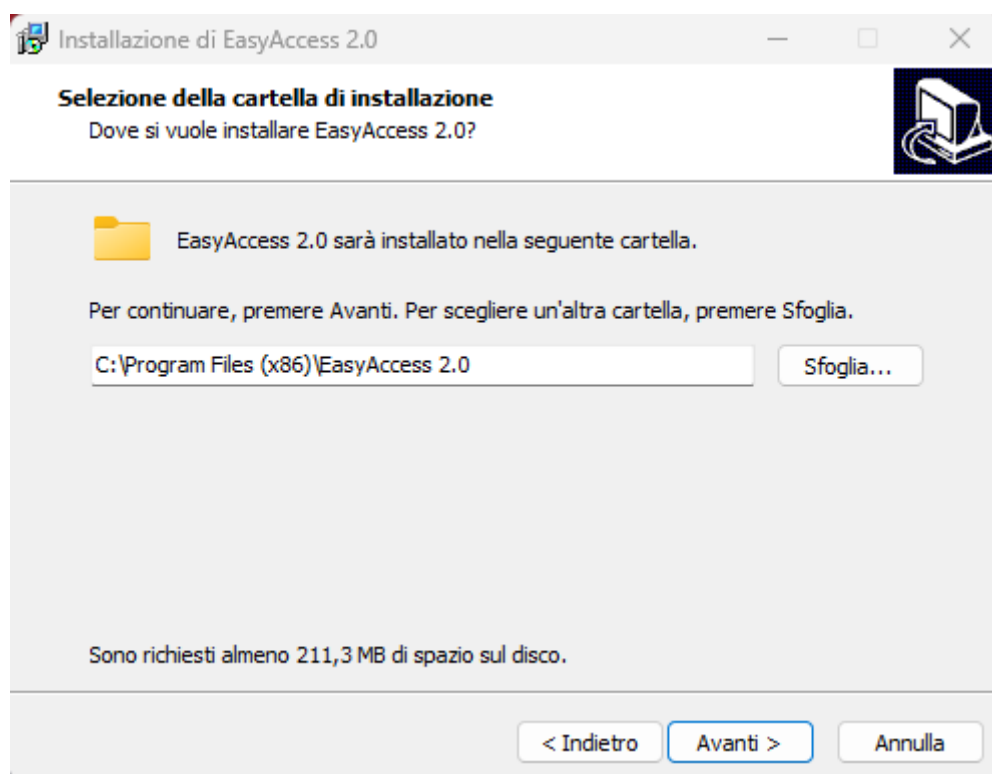 Installazione di EasyAccess 2.0
Selezione della cartella di installazione
Dove si vuole installare EasyAccess 2.0?
EasyAccess 2.0 sarà installato nella seguente cartella.
Per continuare, premere Avanti. Per scegliere un'altra cartella, premere Sfoglia.
C:\Program Files (x86)\EasyAccess 2.0
Sfoglia...
Sono richiesti almeno 211,3 MB di spazio sul disco.
< Indietro
Avanti >
Annulla